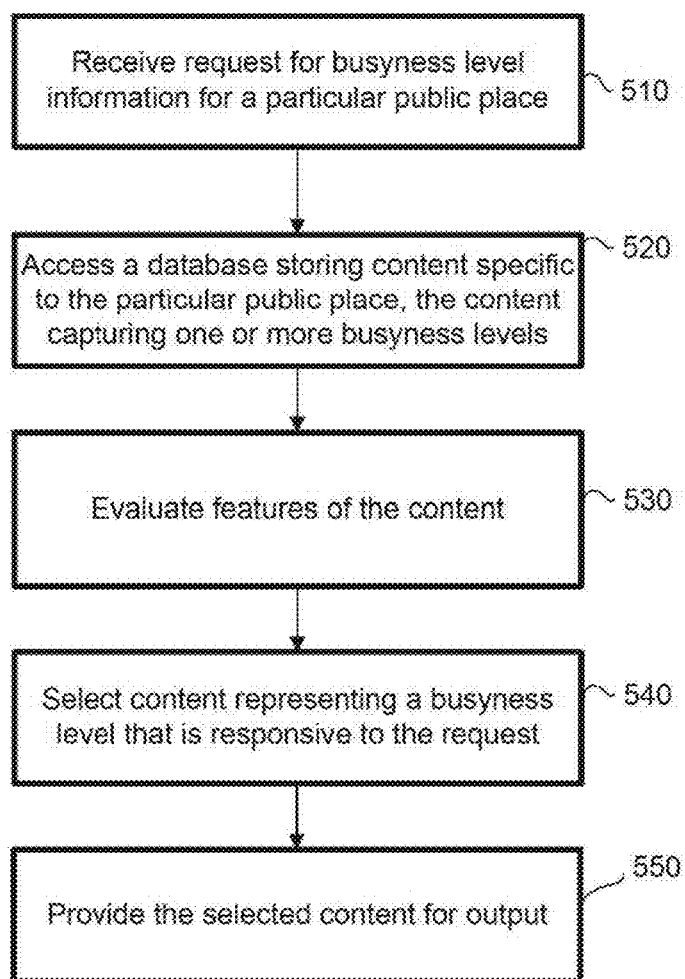 Receive request for busyness level
information for a particular public place
510
Access a database storing content specific
to the particular public place, the content
capturing one or more busyness levels
520
Evaluate features of the content
530
Select content representing a busyness
level that is responsive to the request
540
Provide the selected content for output
550